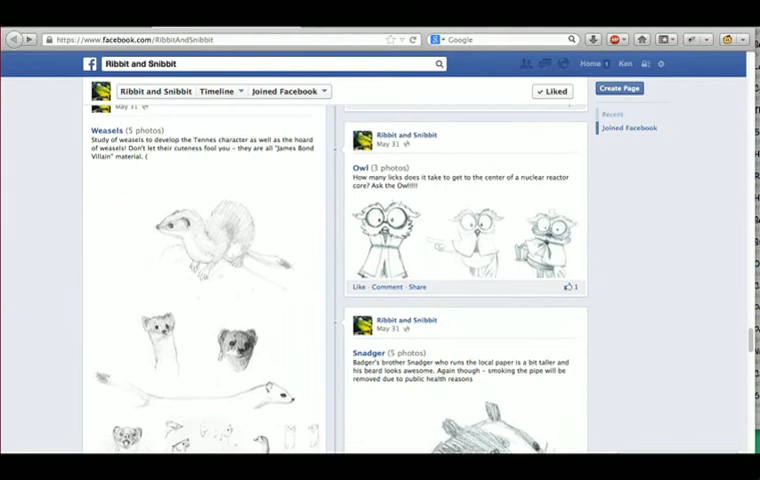 https://www.facebook.com/RibbitAndSnibbit
Google
Ribbit and Snibbit
Home 1
Ken
Ribbit and Snibbit
Timeline
Joined Facebook
Liked
Create Page
Recent
Joined Facebook
May 31
Weasels (5 photos)
Study of weasels to develop the Tennes character as well as the hoard
of weasels! Don't let their cuteness fool you - they are all "James Bond
Villain" material. (
Ribbit and Snibbit
May 31
Owl (3 photos)
How many licks does it take to get to the center of a nuclear reactor
core? Ask the Owl!!!!!
Like · Comment · Share
1
Ribbit and Snibbit
May 31
Snadger (5 photos)
Badger's brother Snadger who runs the local paper is a bit taller and
his beard looks awesome. Again though - smoking the pipe will be
removed due to public health reasons